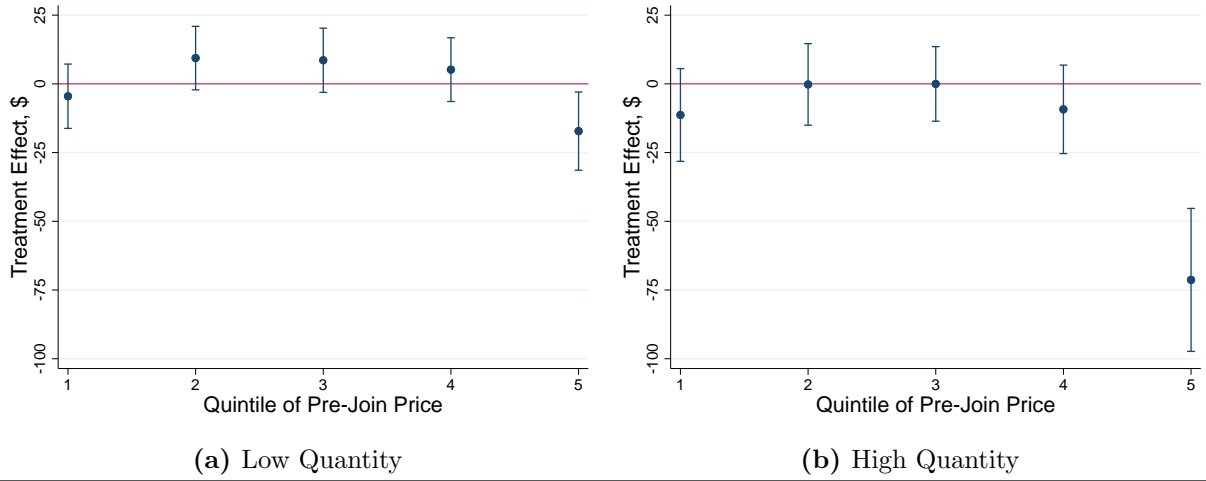 25
0
-25
-50
-75
-100
Treatment Effect, $
1 2 3 4 5
Quintile of Pre-Join Price
(a) Low Quantity
25
0
-25
-50
-75
-100
Treatment Effect, $
1 2 3 4 5
Quintile of Pre-Join Price
(b) High Quantity